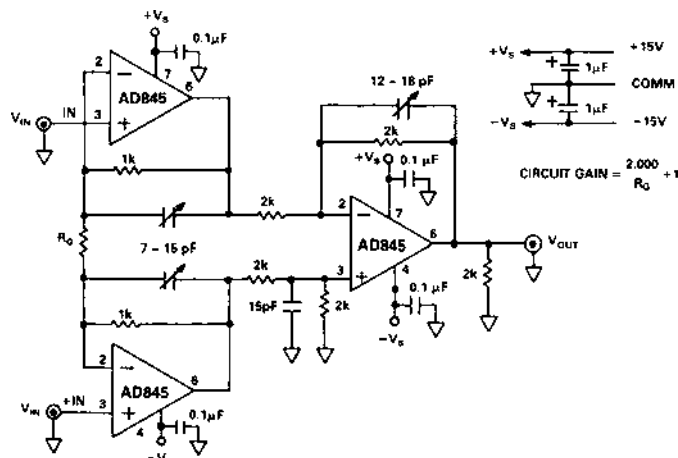 +Vs
0.1μF
2
7
AD845
6
VIN
IN
3
1k
2k
RG
7 – 15 pF
1k
2k
15pF
2k
2
AD845
6
VIN
+IN
3
4
0.1μF
–V
12 – 18 pF
2k
+Vs
0.1 μF
2
7
AD845
6
3
4
0.1 μF
–Vs
2k
VOUT
+Vs
+15V
1μF
COMM
1μF
–Vs
–15V
CIRCUIT GAIN = 2,000 / RG + 1